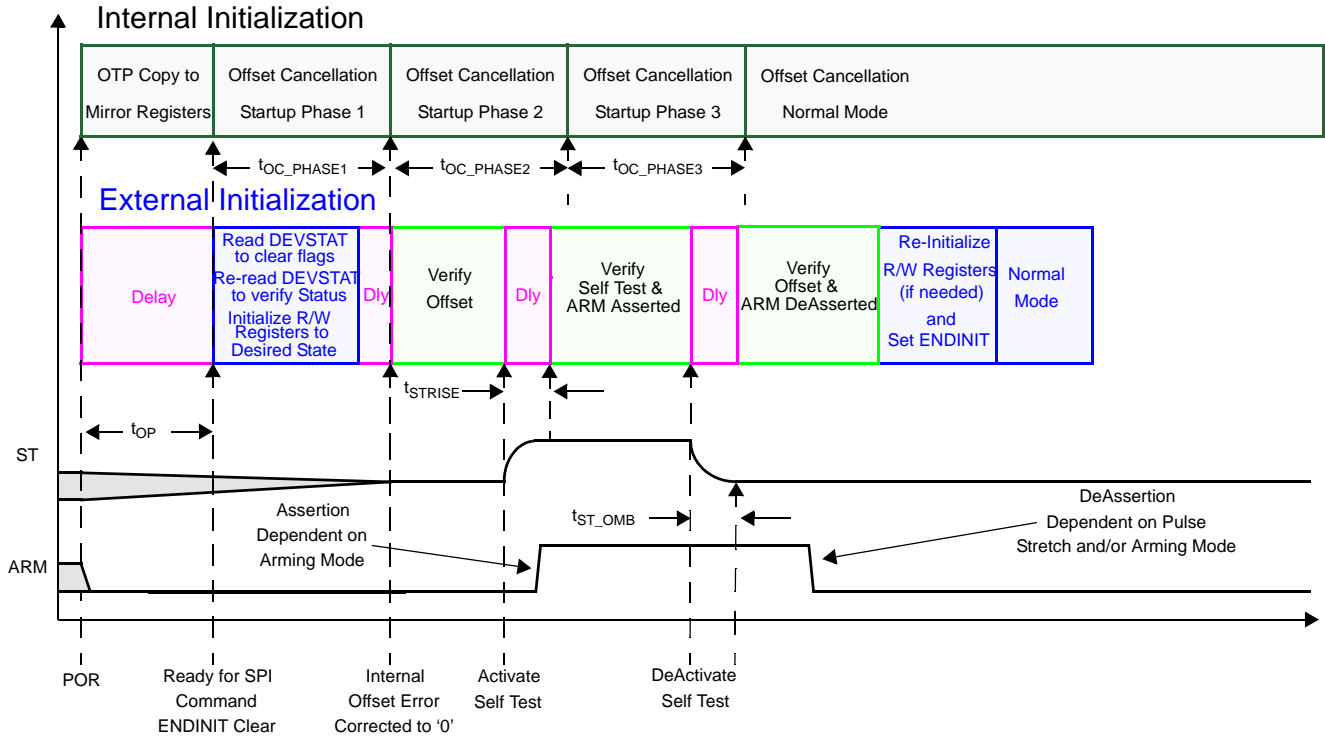 Internal Initialization
OTP Copy to
Mirror Registers
Offset Cancellation
Startup Phase 1
Offset Cancellation
Startup Phase 2
Offset Cancellation
Startup Phase 3
Offset Cancellation
Normal Mode
tOC_PHASE1
tOC_PHASE2
tOC_PHASE3
External Initialization
Delay
Read DEVSTAT
to clear flags
Re-read DEVSTAT
to verify Status
Initialize R/W
Registers to
Desired State
Dly
Verify
Offset
Dly
Verify
Self Test &
ARM Asserted
Dly
Verify
Offset &
ARM DeAsserted
Re-Initialize
R/W Registers
(if needed)
and
Set ENDINIT
Normal
Mode
tSTRISE
tOP
ST
Assertion
Dependent on
Arming Mode
tST_OMB
DeAssertion
Dependent on Pulse
Stretch and/or Arming Mode
ARM
POR
Ready for SPI
Command
ENDINIT Clear
Internal
Offset Error
Corrected to ‘0’
Activate
Self Test
DeActivate
Self Test